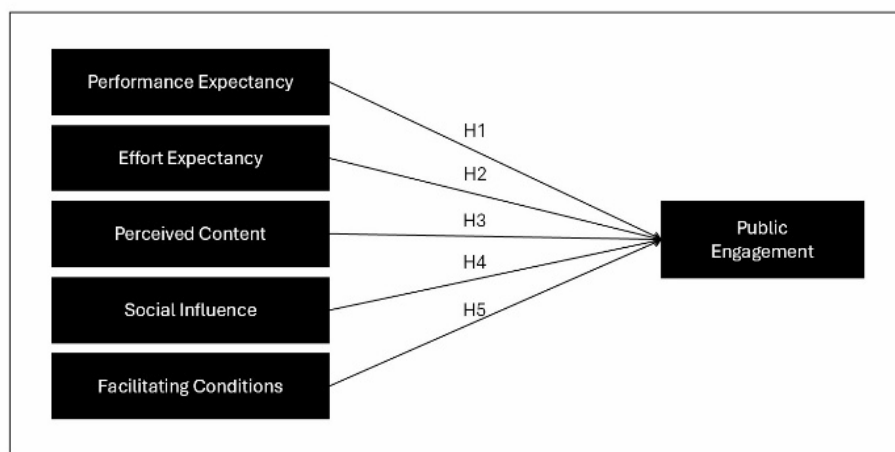 Performance Expectancy
H1
Effort Expectancy
H2
Perceived Content
H3
Public
Engagement
H4
Social Influence
H5
Facilitating Conditions